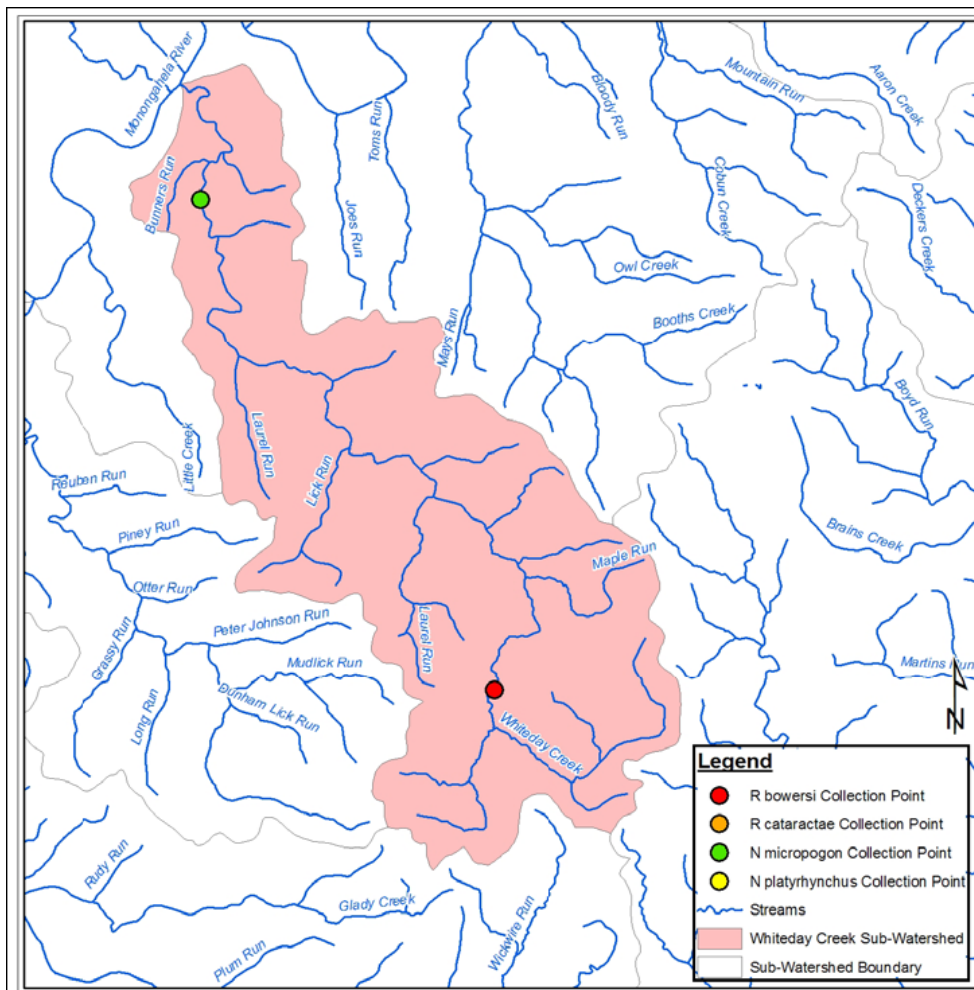 Monongahela River
Bunners Run
Toms Run
Joes Run
Bloody Run
Mountain Run
Aaron Creek
Cobun Creek
Deckers Creek
Owl Creek
Booths Creek
Mays Run
Boyd Run
Little Creek
Laurel Run
Lick Run
Reuben Run
Piney Run
Brains Creek
Maple Run
Otter Run
Peter Johnson Run
Laurel Run
Grassy Run
Mudlick Run
Martins Run
Long Run
Dunham Lick Run
Whiteday Creek
N
Rudy Run
Glady Creek
Plum Run
Wickwire Run
Legend
R bowersi Collection Point
R cataractae Collection Point
N micropogon Collection Point
N platyrhynchus Collection Point
Streams
Whiteday Creek Sub-Watershed
Sub-Watershed Boundary